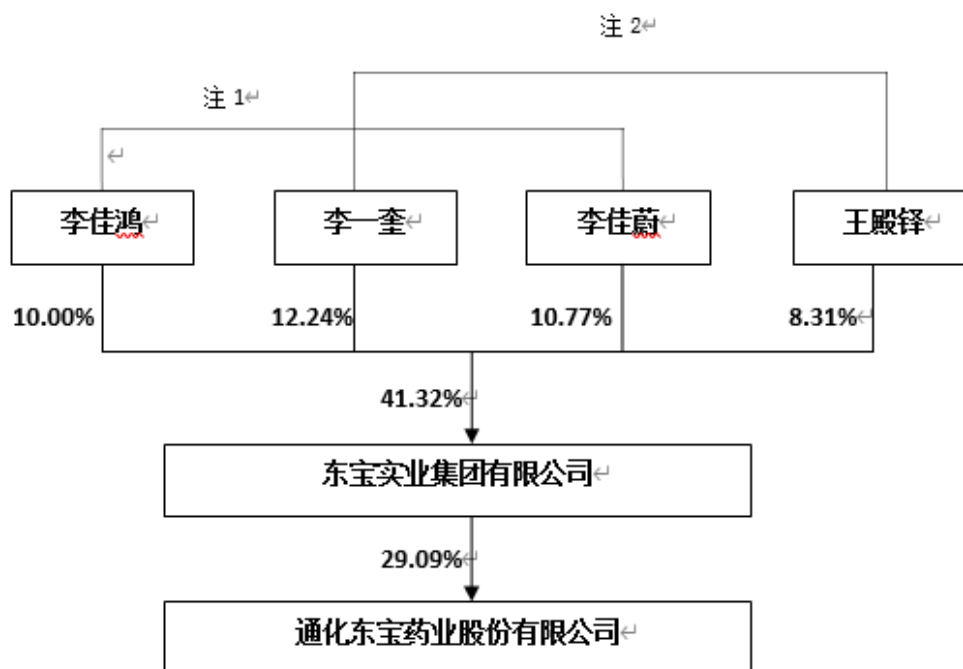 注 2
注 1
李佳鸿
李一奎
李佳蔚
王殿铎
10.00%
12.24%
10.77%
8.31%
41.32%
东宝实业集团有限公司
29.09%
通化东宝药业股份有限公司